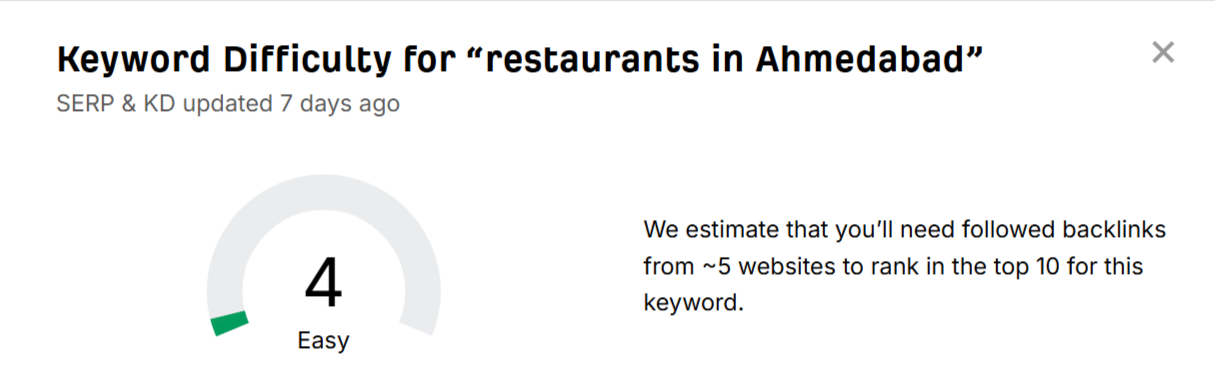 Keyword Difficulty for “restaurants in Ahmedabad”
SERP & KD updated 7 days ago
4
Easy
We estimate that you’ll need followed backlinks
from ~5 websites to rank in the top 10 for this
keyword.